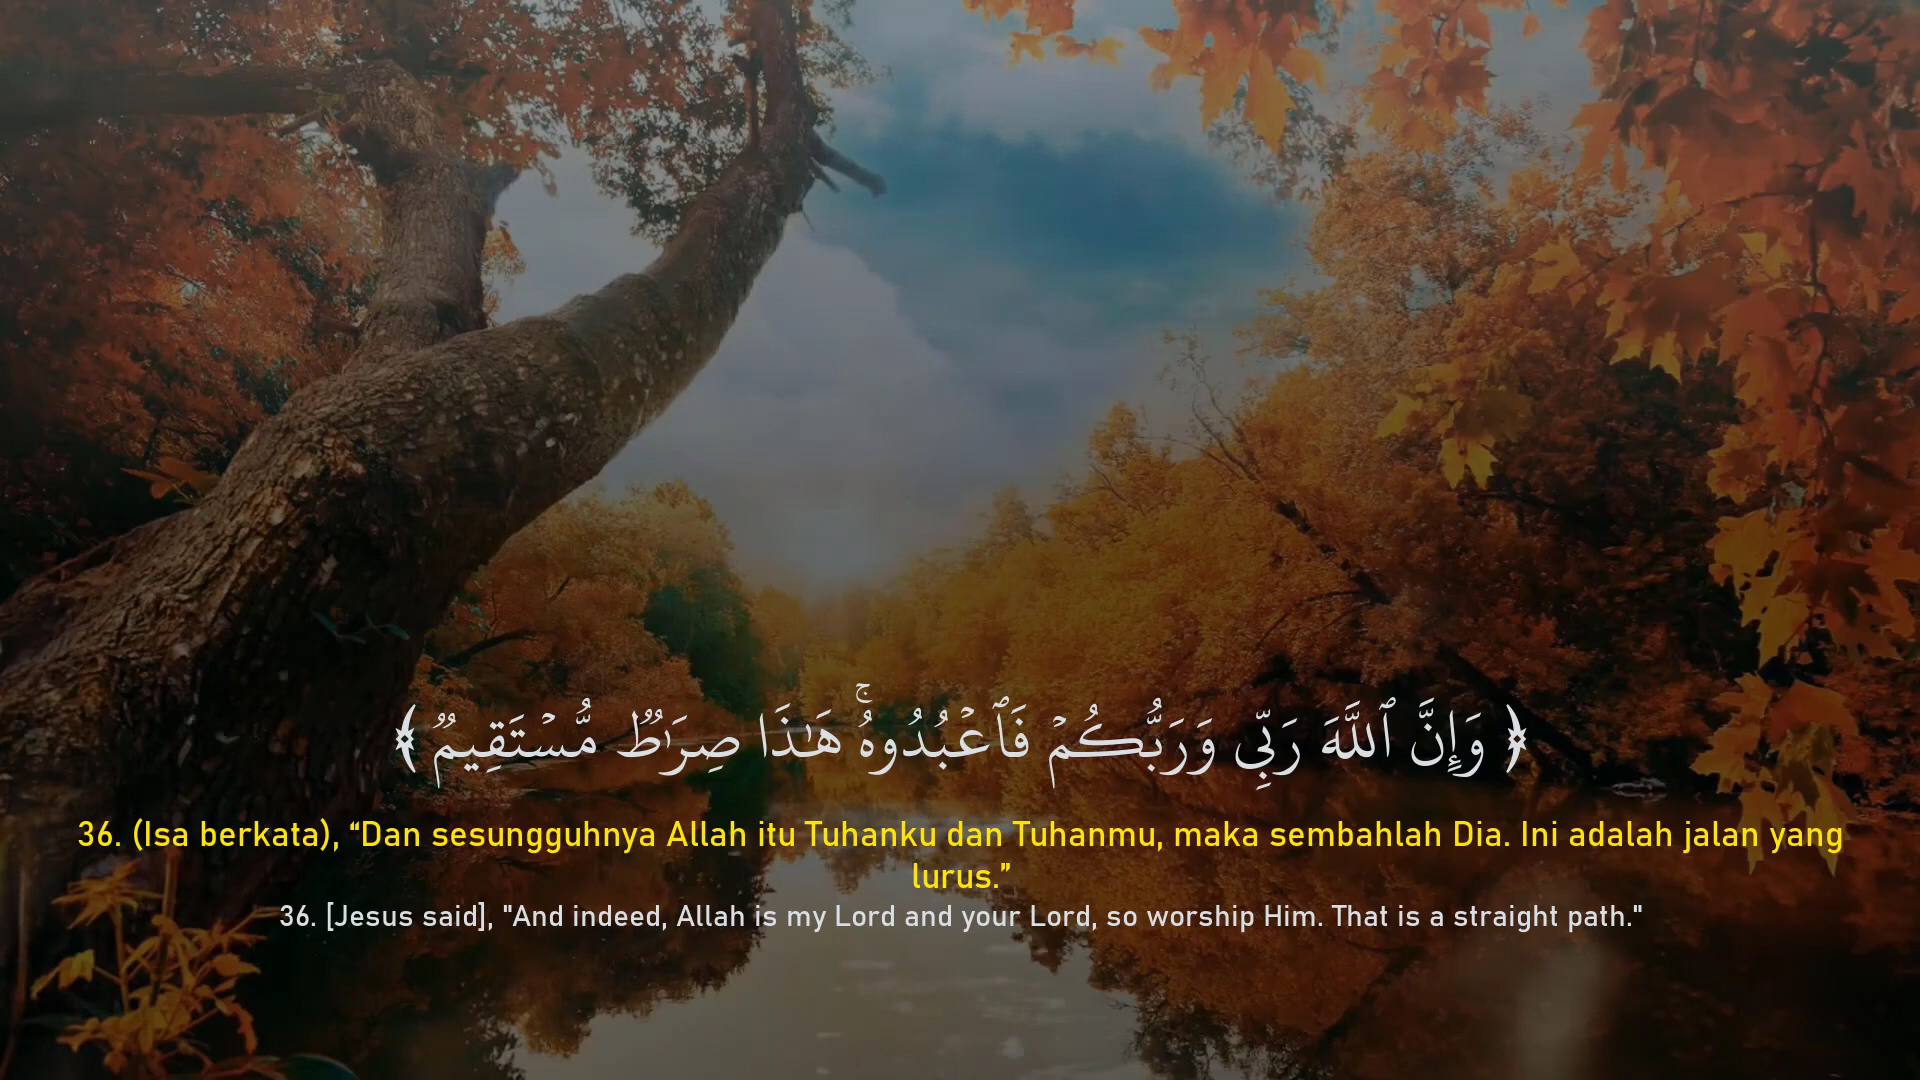 ﴿ وَإِنَّ ٱللَّهَ رَبِّي وَرَبُّكُمۡ فَٱعۡبُدُوهُۚ هَٰذَا صِرَٰطٞ مُّسۡتَقِيمٞ ﴾
36. (Isa berkata), “Dan sesungguhnya Allah itu Tuhanku dan Tuhanmu, maka sembahlah Dia. Ini adalah jalan yang
lurus.”
36. [Jesus said], "And indeed, Allah is my Lord and your Lord, so worship Him. That is a straight path."